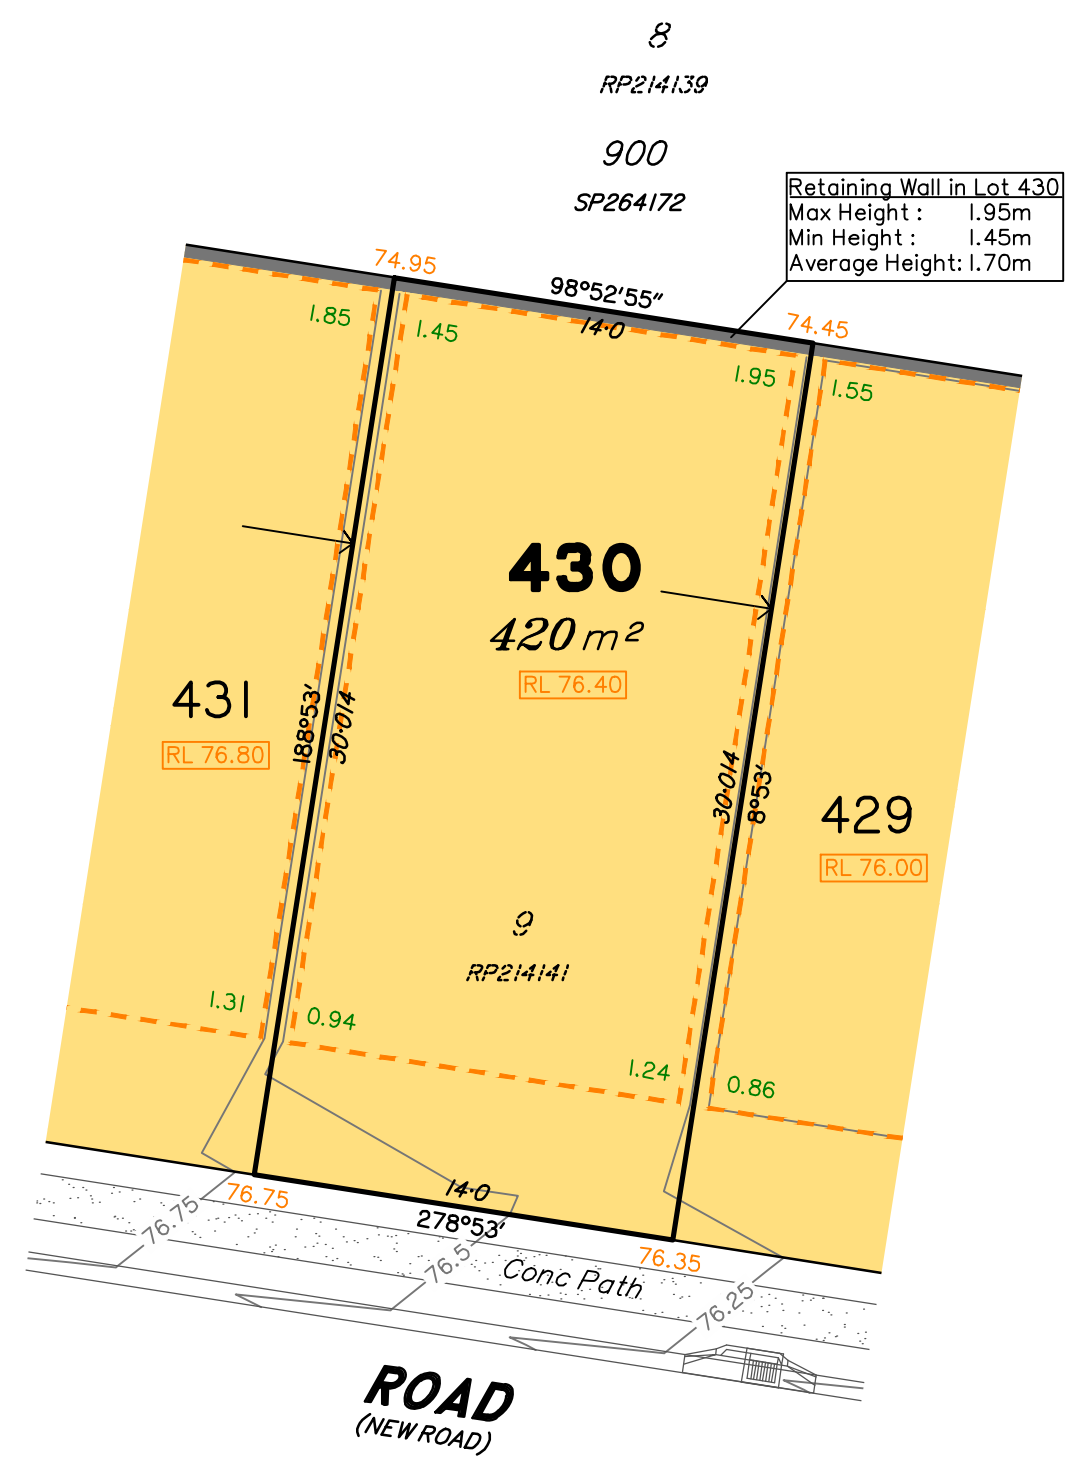 8
RP214139
900
SP264172
Retaining Wall in Lot 430
Max Height : 1.95m
Min Height : 1.45m
Average Height: 1.70m
74.95
98°52'55"
14·0
74.45
1.85
1.45
1.95
1.55
430
420 m²
RL 76.40
431
RL 76.80
188°53'
30·014
30·014
8°53'
429
RL 76.00
9
RP214141
1.31
0.94
1.24
0.86
14·0
278°53'
76.75
76.75
76.5
76.35
76.25
Conc Path
ROAD
(NEW ROAD)